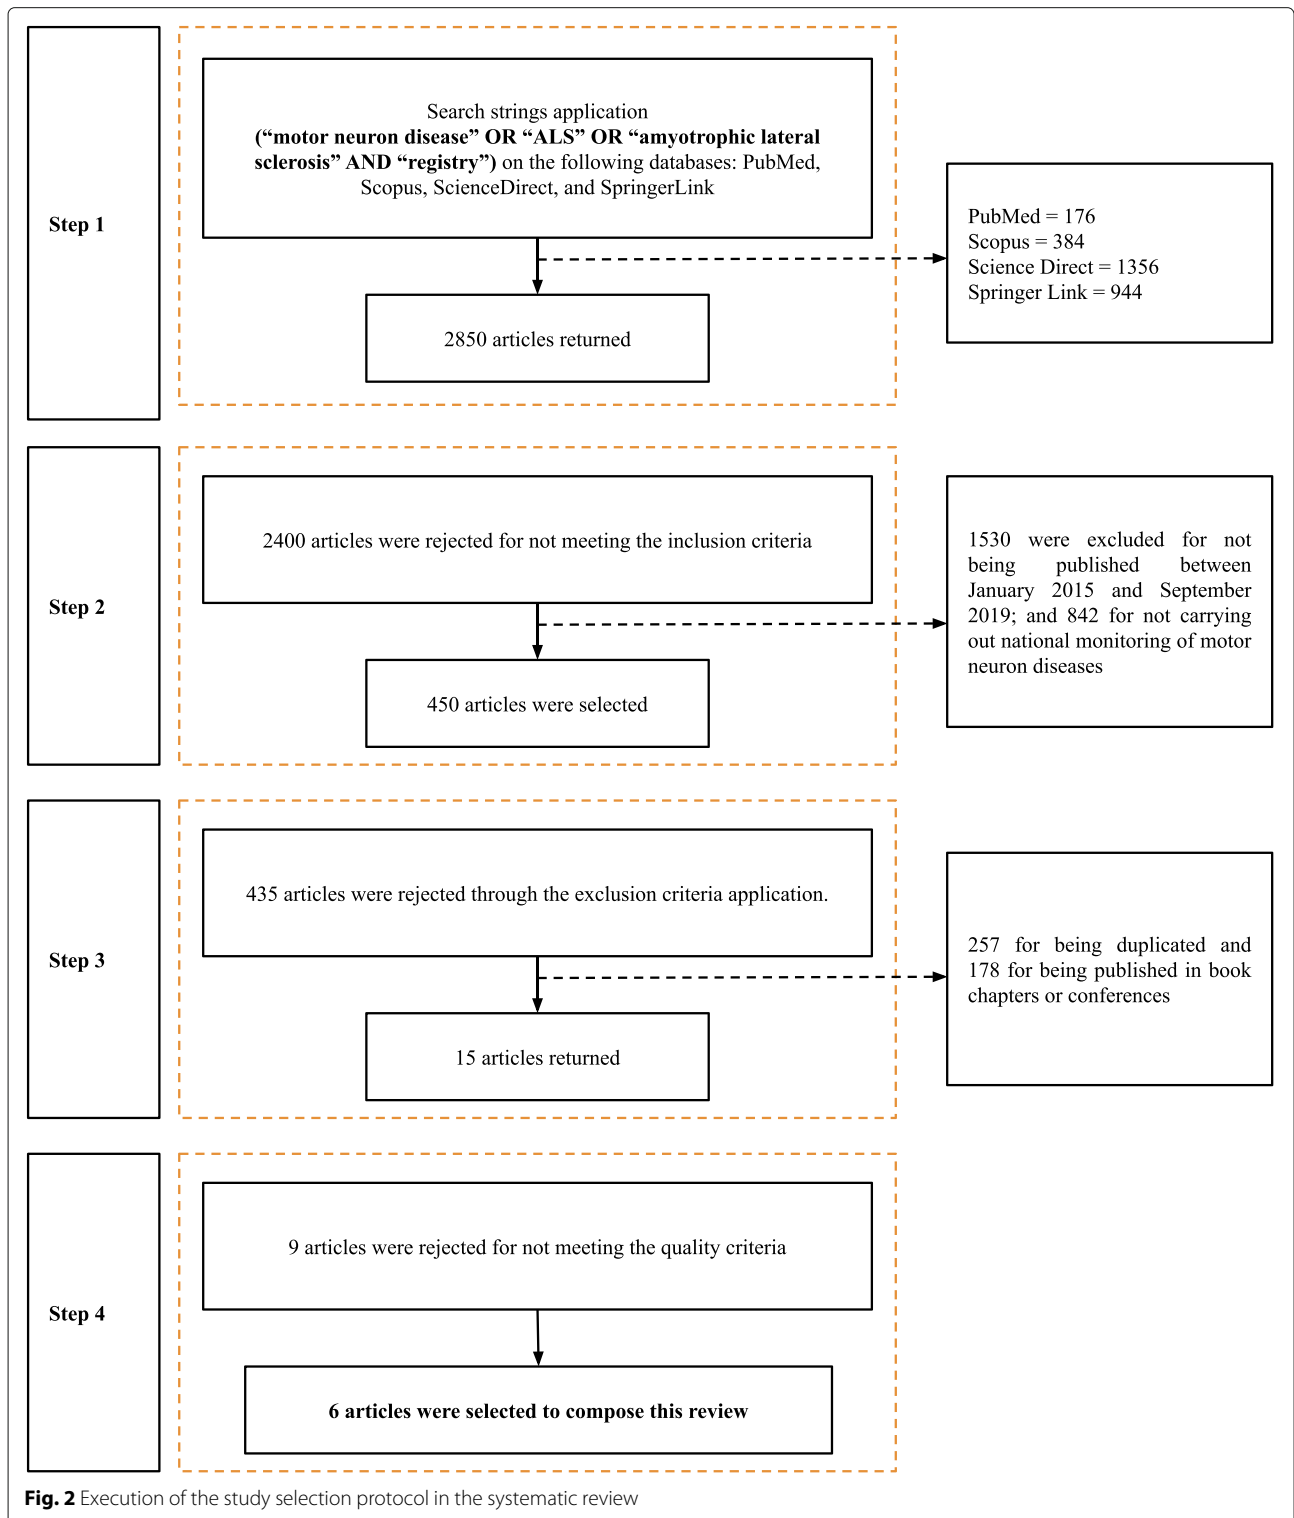 Step 1
Search strings application
(“motor neuron disease” OR “ALS” OR “amyotrophic lateral
sclerosis” AND “registry”) on the following databases: PubMed,
Scopus, ScienceDirect, and SpringerLink
PubMed = 176
Scopus = 384
Science Direct = 1356
Springer Link = 944
2850 articles returned
Step 2
2400 articles were rejected for not meeting the inclusion criteria
1530 were excluded for not
being published between
January 2015 and September
2019; and 842 for not carrying
out national monitoring of motor
neuron diseases
450 articles were selected
Step 3
435 articles were rejected through the exclusion criteria application.
257 for being duplicated and
178 for being published in book
chapters or conferences
15 articles returned
Step 4
9 articles were rejected for not meeting the quality criteria
6 articles were selected to compose this review
Fig. 2 Execution of the study selection protocol in the systematic review